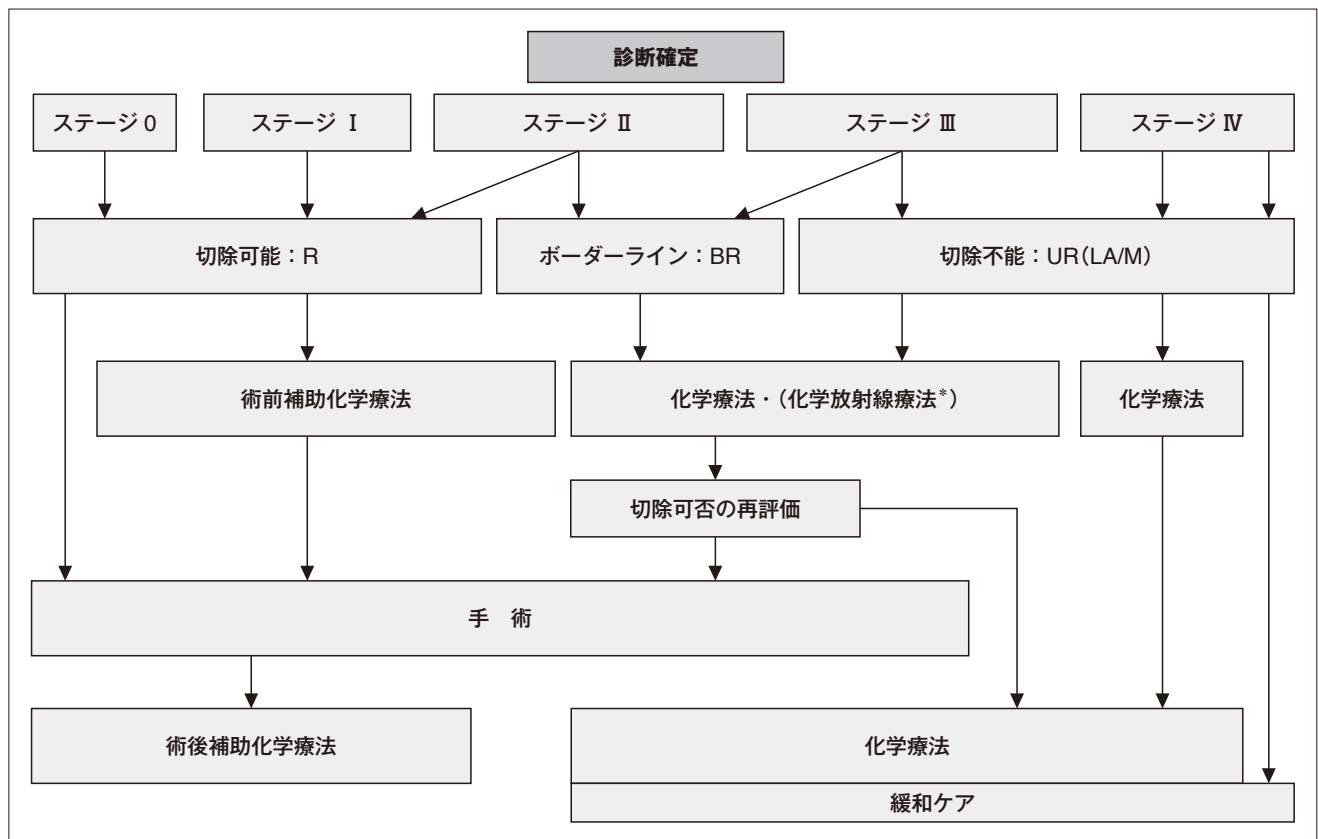 診断確定
ステージ 0
ステージ Ⅰ
ステージ Ⅱ
ステージ Ⅲ
ステージ Ⅳ
切除可能：R
ボーダーライン：BR
切除不能：UR(LA/M)
術前補助化学療法
化学療法・(化学放射線療法*)
化学療法
切除可否の再評価
手　術
術後補助化学療法
化学療法
緩和ケア